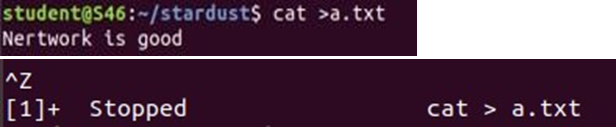 student@S46:~/stardust$ cat >a.txt
Nertwork is good
^Z
[1]+  Stopped                 cat > a.txt